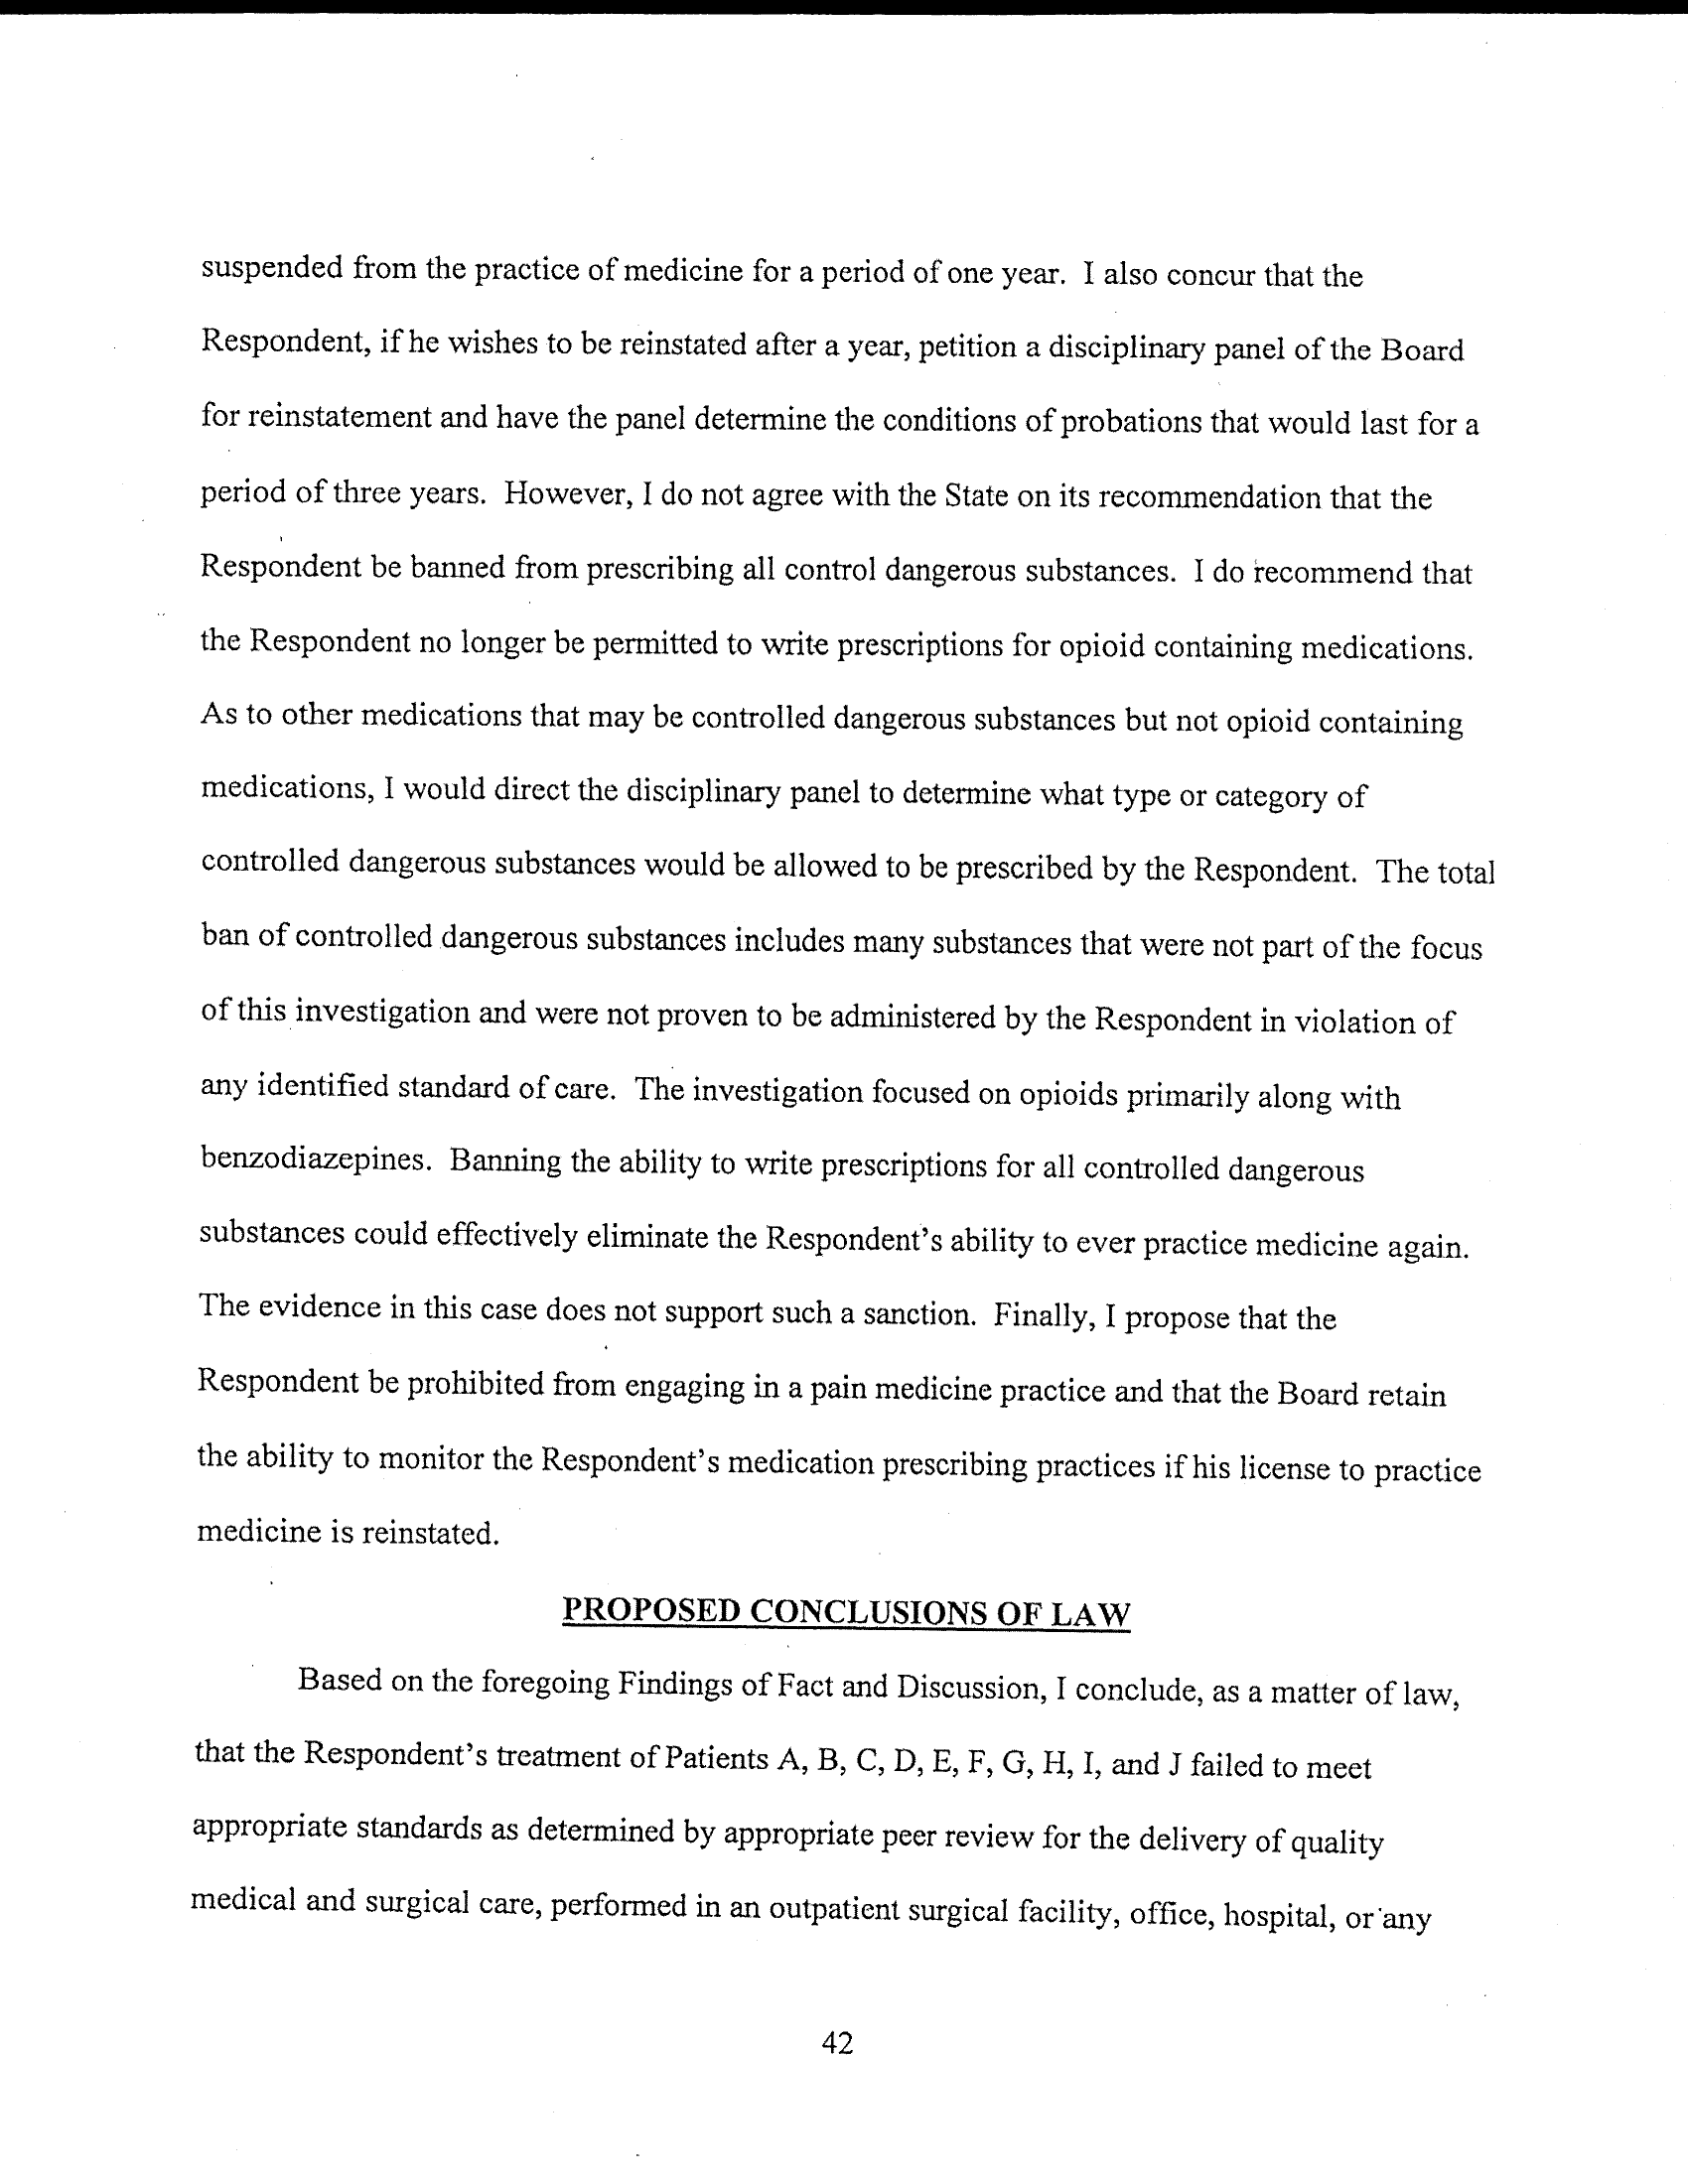 suspended from the practice of medicine for a period of one year. I also concur that the
Respondent, if he wishes to be reinstated after a year, petition a disciplinary panel of the Board
for reinstatement and have the panel determine the conditions of probations that would last for a
period of three years. However, I do not agree with the State on its recommendation that the
Respondent be banned from prescribing all control dangerous substances. I do recommend that
the Respondent no longer be permitted to write prescriptions for opioid containing medications.
As to other medications that may be controlled dangerous substances but not opioid containing
medications, I would direct the disciplinary panel to determine what type or category of
controlled dangerous substances would be allowed to be prescribed by the Respondent. The total
ban of controlled dangerous substances includes many substances that were not part of the focus
of this investigation and were not proven to be administered by the Respondent in violation of
any identified standard of care. The investigation focused on opioids primarily along with
benzodiazepines. Banning the ability to write prescriptions for all controlled dangerous
substances could effectively eliminate the Respondent's ability to ever practice medicine again.
The evidence in this case does not support such a sanction. Finally, I propose that the
Respondent be prohibited from engaging in a pain medicine practice and that the Board retain
the ability to monitor the Respondent's medication prescribing practices if his license to practice
medicine is reinstated.
PROPOSED CONCLUSIONS OF LAW
Based on the foregoing Findings of Fact and Discussion, I conclude, as a matter of law,
that the Respondent's treatment of Patients A, B, C, D, E, F, G, H, I, and J failed to meet
appropriate standards as determined by appropriate peer review for the delivery of quality
medical and surgical care, performed in an outpatient surgical facility, office, hospital, or any
42